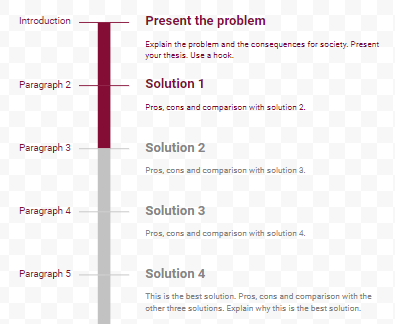 Introduction
Present the problem
Explain the problem and the consequences for society. Present
your thesis. Use a hook.
Paragraph 2
Solution 1
Pros, cons and comparison with solution 2.
Paragraph 3
Solution 2
Pros, cons and comparison with solution 3.
Paragraph 4
Solution 3
Pros, cons and comparison with solution 4.
Paragraph 5
Solution 4
This is the best solution. Pros, cons and comparison with the
other three solutions. Explain why this is the best solution.